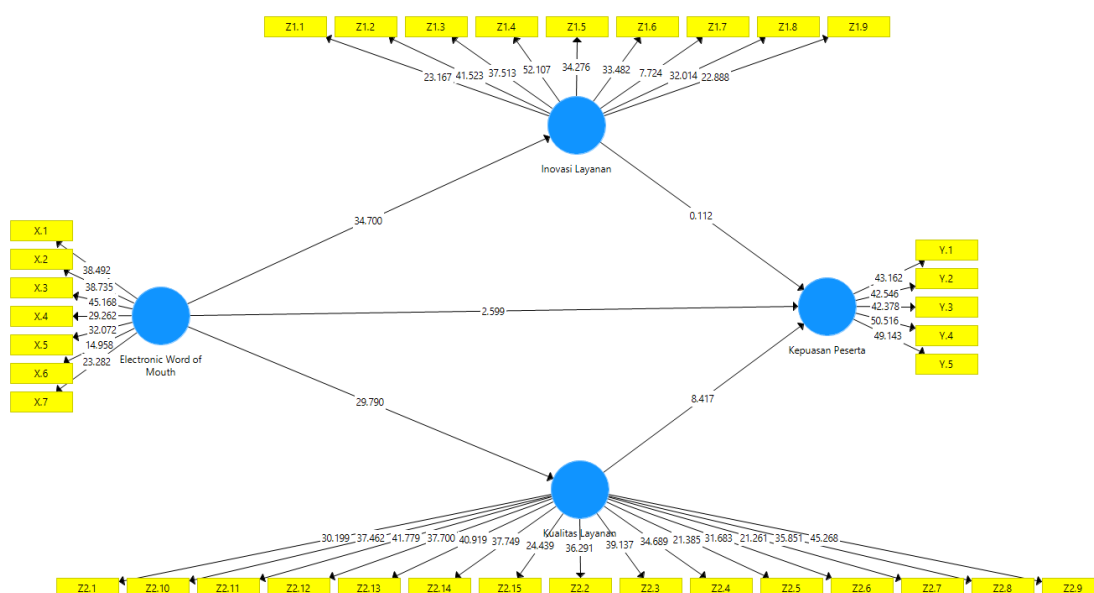 Z1.1 Z1.2 Z1.3 Z1.4 Z1.5 Z1.6 Z1.7 Z1.8 Z1.9
23.167 41.523 37.513 52.107 34.276 33.482 7.724 32.014 22.888
Inovasi Layanan
34.700
0.112
X.1
X.2
X.3
X.4
X.5
X.6
X.7
38.492
38.735
45.168
29.262
32.072
14.958
23.282
Electronic Word of
Mouth
2.599
Y.1
Y.2
Y.3
Y.4
Y.5
43.162
42.546
42.378
50.516
49.143
Kepuasan Peserta
29.790
8.417
Kualitas Layanan
30.199 37.462 41.779 37.700 40.919 37.749 24.439 36.291 39.137 34.689 21.385 31.683 21.261 35.851 45.268
Z2.1 Z2.10 Z2.11 Z2.12 Z2.13 Z2.14 Z2.15 Z2.2 Z2.3 Z2.4 Z2.5 Z2.6 Z2.7 Z2.8 Z2.9